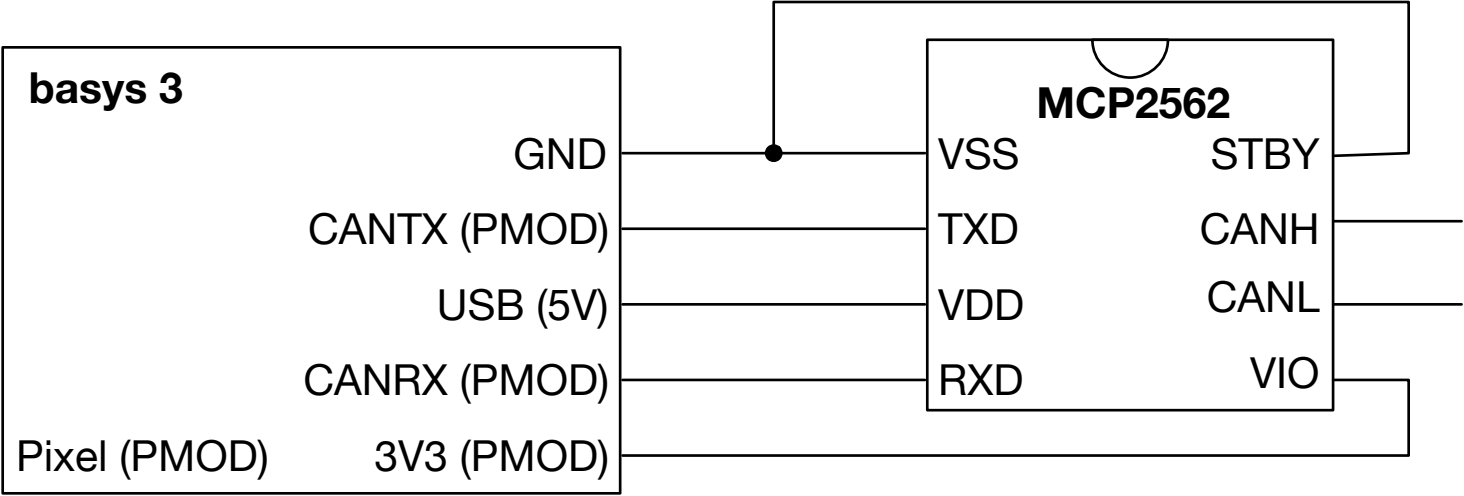 basys 3
GND
CANTX (PMOD)
USB (5V)
CANRX (PMOD)
Pixel (PMOD) 3V3 (PMOD)
MCP2562
VSS STBY
TXD CANH
VDD CANL
RXD VIO